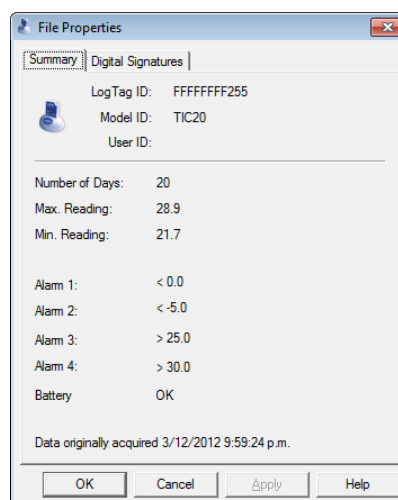 File Properties
Summary Digital Signatures
LogTag ID: FFFFFFFF255
Model ID: TIC20
User ID:
Number of Days: 20
Max. Reading: 28.9
Min. Reading: 21.7
Alarm 1: < 0.0
Alarm 2: < -5.0
Alarm 3: > 25.0
Alarm 4: > 30.0
Battery OK
Data originally acquired 3/12/2012 9:59:24 p.m.
OK Cancel Apply Help